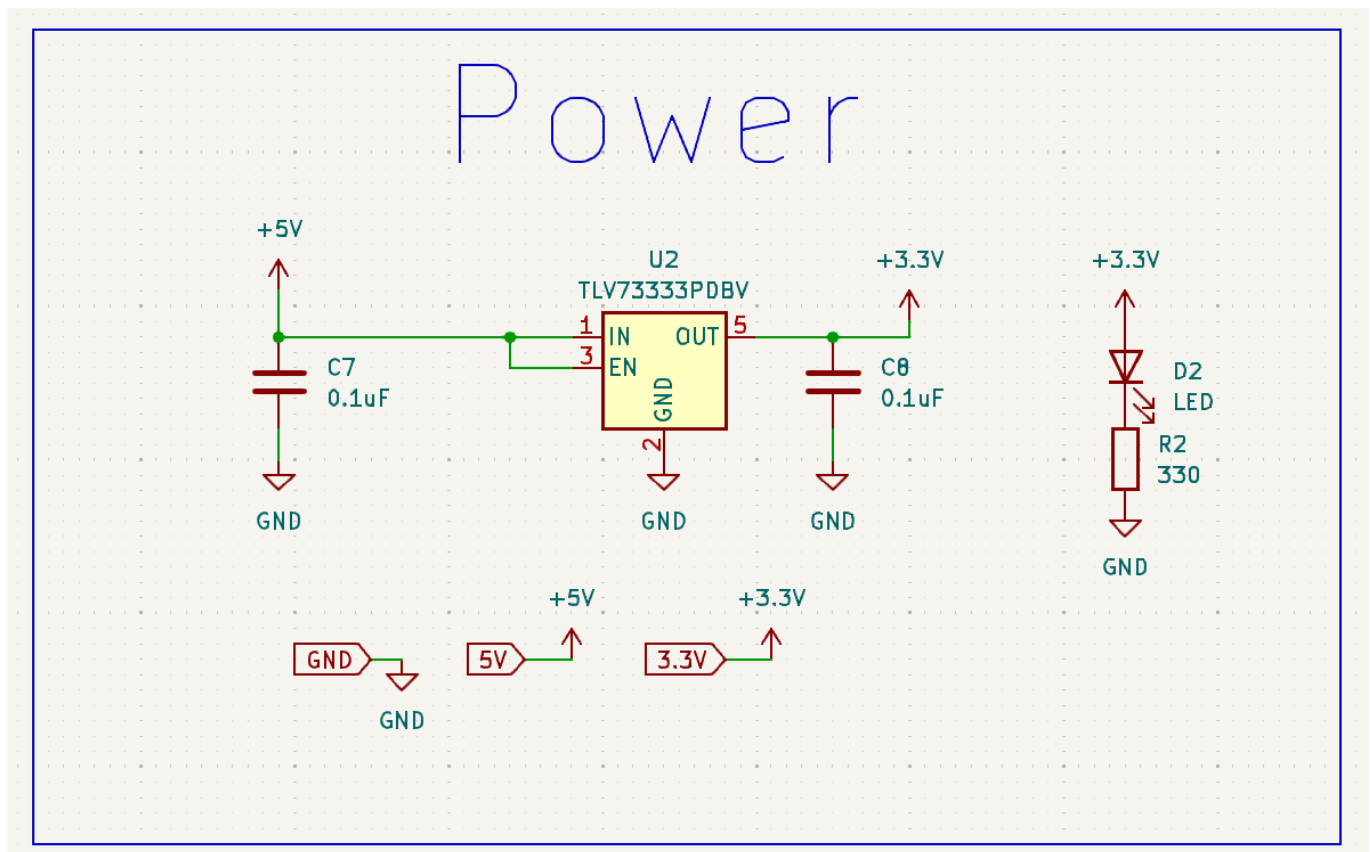 Power
+5V
U2
TLV73333PDBV
+3.3V
+3.3V
1 IN
OUT 5
3 EN
GND
2
C7
0.1uF
C8
0.1uF
D2
LED
R2
330
GND
GND
GND
GND
+5V
+3.3V
GND
5V
3.3V
GND